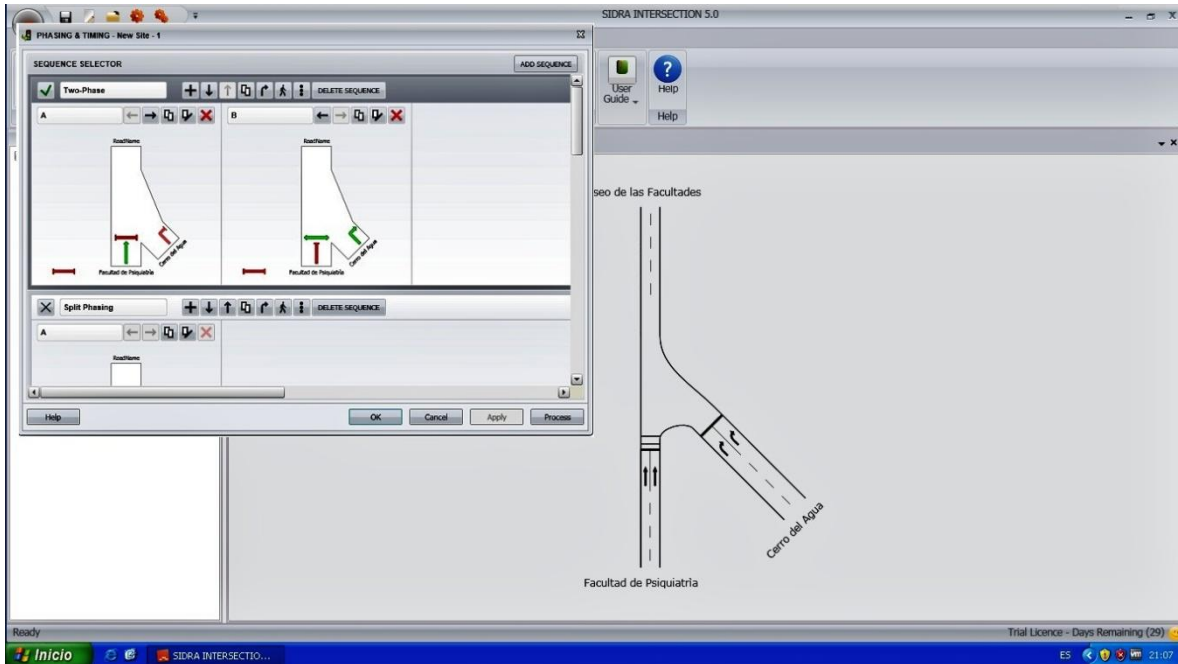 SIDRA INTERSECTION 5.0
PHASING & TIMING - New Site - 1
SEQUENCE SELECTOR
ADD SEQUENCE
Two-Phase
DELETE SEQUENCE
A
B
RoadName
RoadName
Cerro del Agua
Cerro del Agua
Facultad de Psiquiatría
Facultad de Psiquiatría
Split Phasing
DELETE SEQUENCE
A
RoadName
Help
OK
Cancel
Apply
Process
User
Guide
Help
Help
seo de las Facultades
Cerro del Agua
Facultad de Psiquiatría
Ready
Trial Licence - Days Remaining (29)
Inicio
SIDRA INTERSECTIO...
ES
21:07